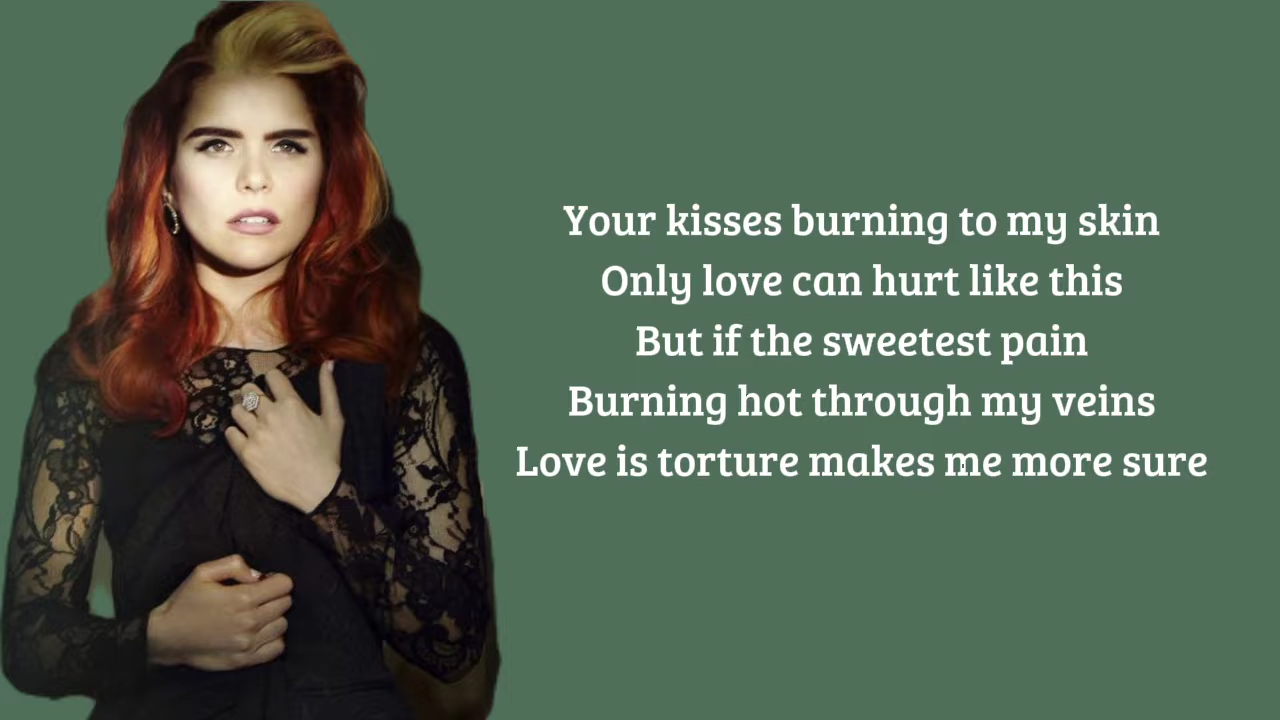 Your kisses burning to my skin
Only love can hurt like this
But if the sweetest pain
Burning hot through my veins
Love is torture makes me more sure